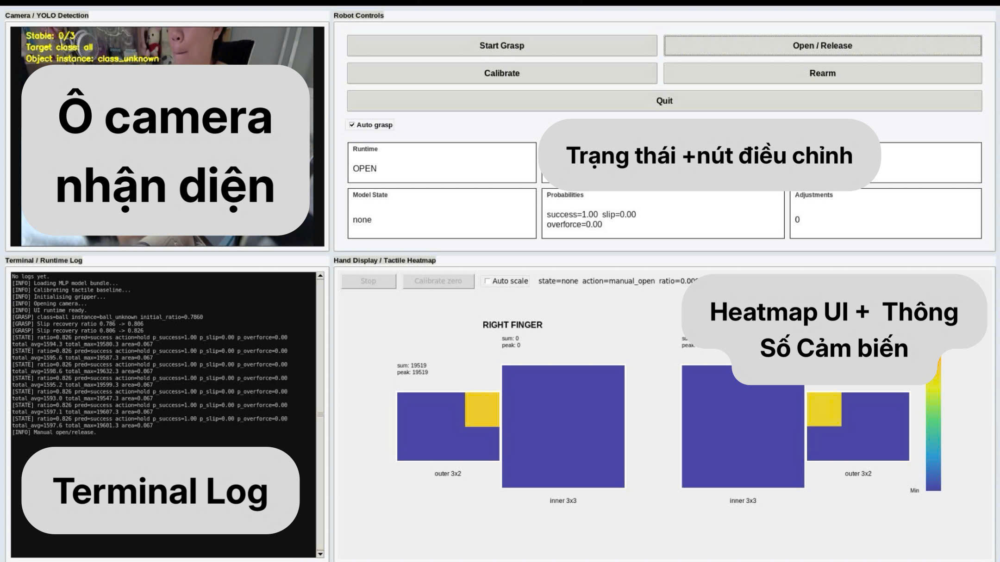 Camera / YOLO Detection
Stable: 0/3
Target class: all
Object instance: class_unknown
Ô camera
nhận diện
Robot Controls
Start Grasp
Open / Release
Calibrate
Rearm
Quit
Auto grasp
Trạng thái +nút điều chỉnh
Runtime
OPEN
Model State
none
Probabilities
success=1.00 slip=0.00
overforce=0.00
Adjustments
0
Terminal / Runtime Log
No logs yet.
[INFO] Loading MLP model bundle...
[INFO] Calibrating tactile baseline...
[INFO] Initialising gripper...
[INFO] Opening camera...
[INFO] UI runtime ready.
[GRASP] class=ball instance=ball_unknown initial_ratio=0.7860
[GRASP] Slip recovery ratio 0.786 -> 0.806
[GRASP] Slip recovery ratio 0.806 -> 0.826
[STATE] ratio=0.826 pred=success action=hold p_success=1.00 p_slip=0.00 p_overforce=0.00
total_avg=1594.3 total_max=19580.3 area=0.067
[STATE] ratio=0.826 pred=success action=hold p_success=1.00 p_slip=0.00 p_overforce=0.00
total_avg=1595.6 total_max=19587.3 area=0.067
[STATE] ratio=0.826 pred=success action=hold p_success=1.00 p_slip=0.00 p_overforce=0.00
total_avg=1598.6 total_max=19632.3 area=0.067
[STATE] ratio=0.826 pred=success action=hold p_success=1.00 p_slip=0.00 p_overforce=0.00
total_avg=1595.2 total_max=19599.3 area=0.067
[STATE] ratio=0.826 pred=success action=hold p_success=1.00 p_slip=0.00 p_overforce=0.00
total_avg=1593.0 total_max=19547.3 area=0.067
[STATE] ratio=0.826 pred=success action=hold p_success=1.00 p_slip=0.00 p_overforce=0.00
total_avg=1597.1 total_max=19607.3 area=0.067
[STATE] ratio=0.826 pred=success action=hold p_success=1.00 p_slip=0.00 p_overforce=0.00
total_avg=1597.6 total_max=19601.3 area=0.067
[INFO] Manual open/release.
Terminal Log
Hand Display / Tactile Heatmap
Stop
Calibrate zero
Auto scale
state=none action=manual_open
Heatmap UI + Thông
Số Cảm biến
RIGHT FINGER
sum: 0
peak: 0
sum: 19519
peak: 19519
outer 3x2
inner 3x3
inner 3x3
outer 3x2
Min